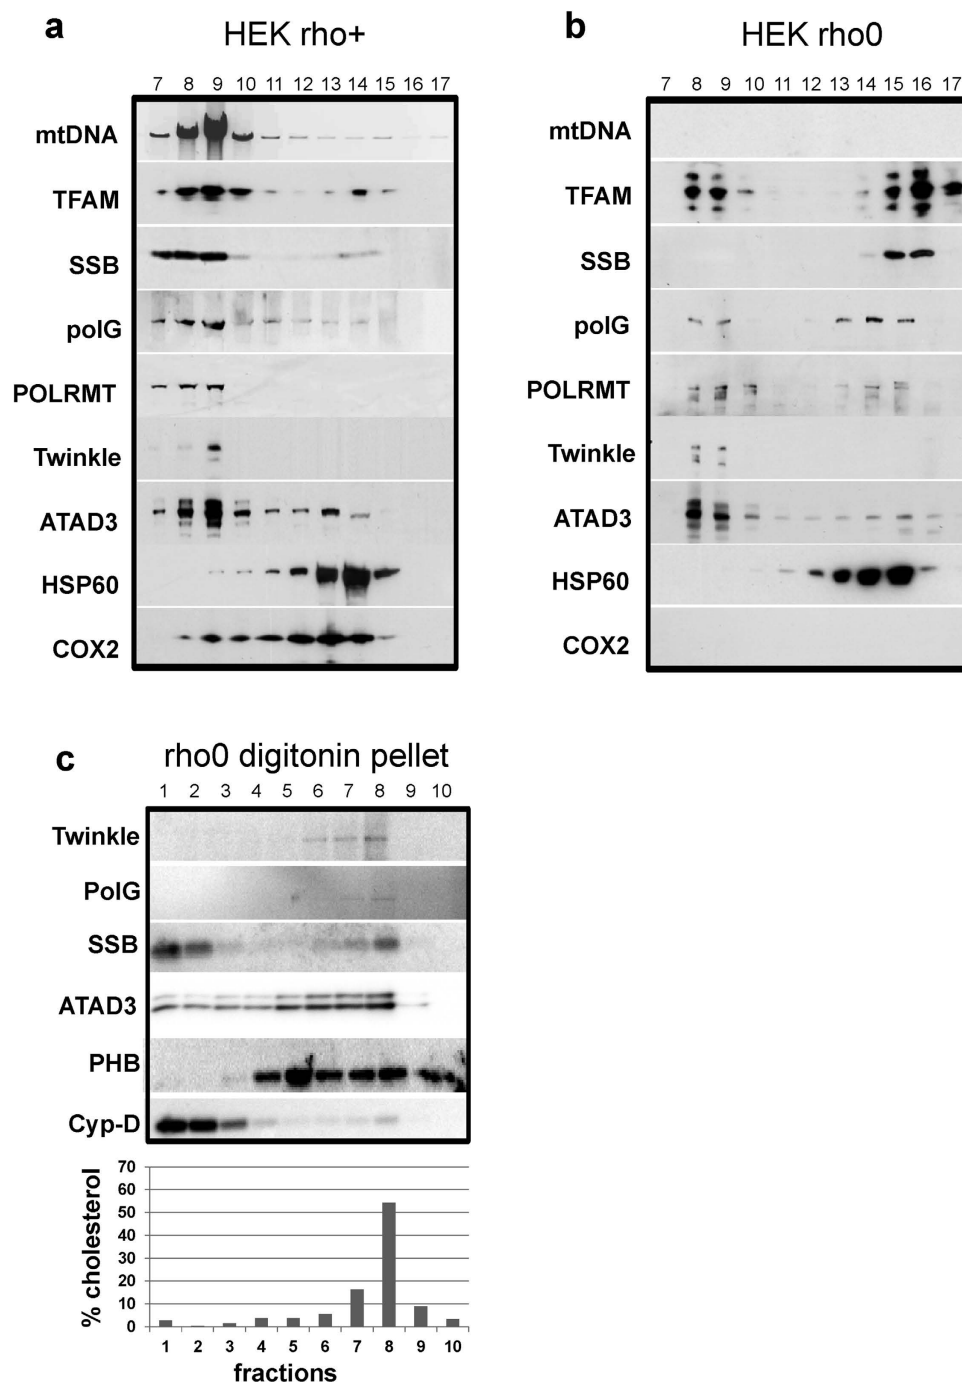 a HEK rho+
7 8 9 10 11 12 13 14 15 16 17
mtDNA
TFAM
SSB
polG
POLRMT
Twinkle
ATAD3
HSP60
COX2
b HEK rho0
7 8 9 10 11 12 13 14 15 16 17
mtDNA
TFAM
SSB
polG
POLRMT
Twinkle
ATAD3
HSP60
COX2
c rho0 digitonin pellet
1 2 3 4 5 6 7 8 9 10
Twinkle
PolG
SSB
ATAD3
PHB
Cyp-D
% cholesterol
70
60
50
40
30
20
10
0
1 2 3 4 5 6 7 8 9 10
fractions